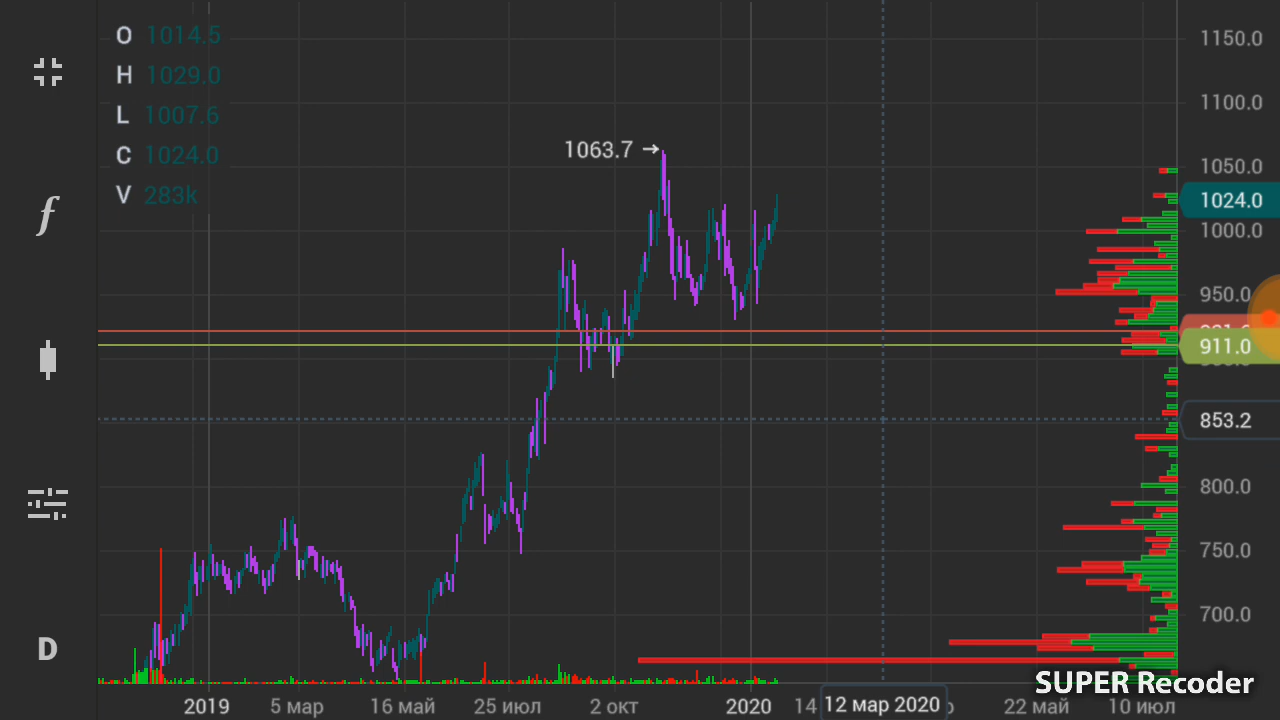 O 1014.5
H 1029.0
L 1007.6
C 1024.0
V 283k
1063.7 →
1150.0
1100.0
1050.0
1024.0
1000.0
950.0
911.0
853.2
800.0
750.0
700.0
f
D
SUPER Recoder
2019 5 мар 16 май 25 июл 2 окт 2020 14 12 мар 2020 22 май 10 июл